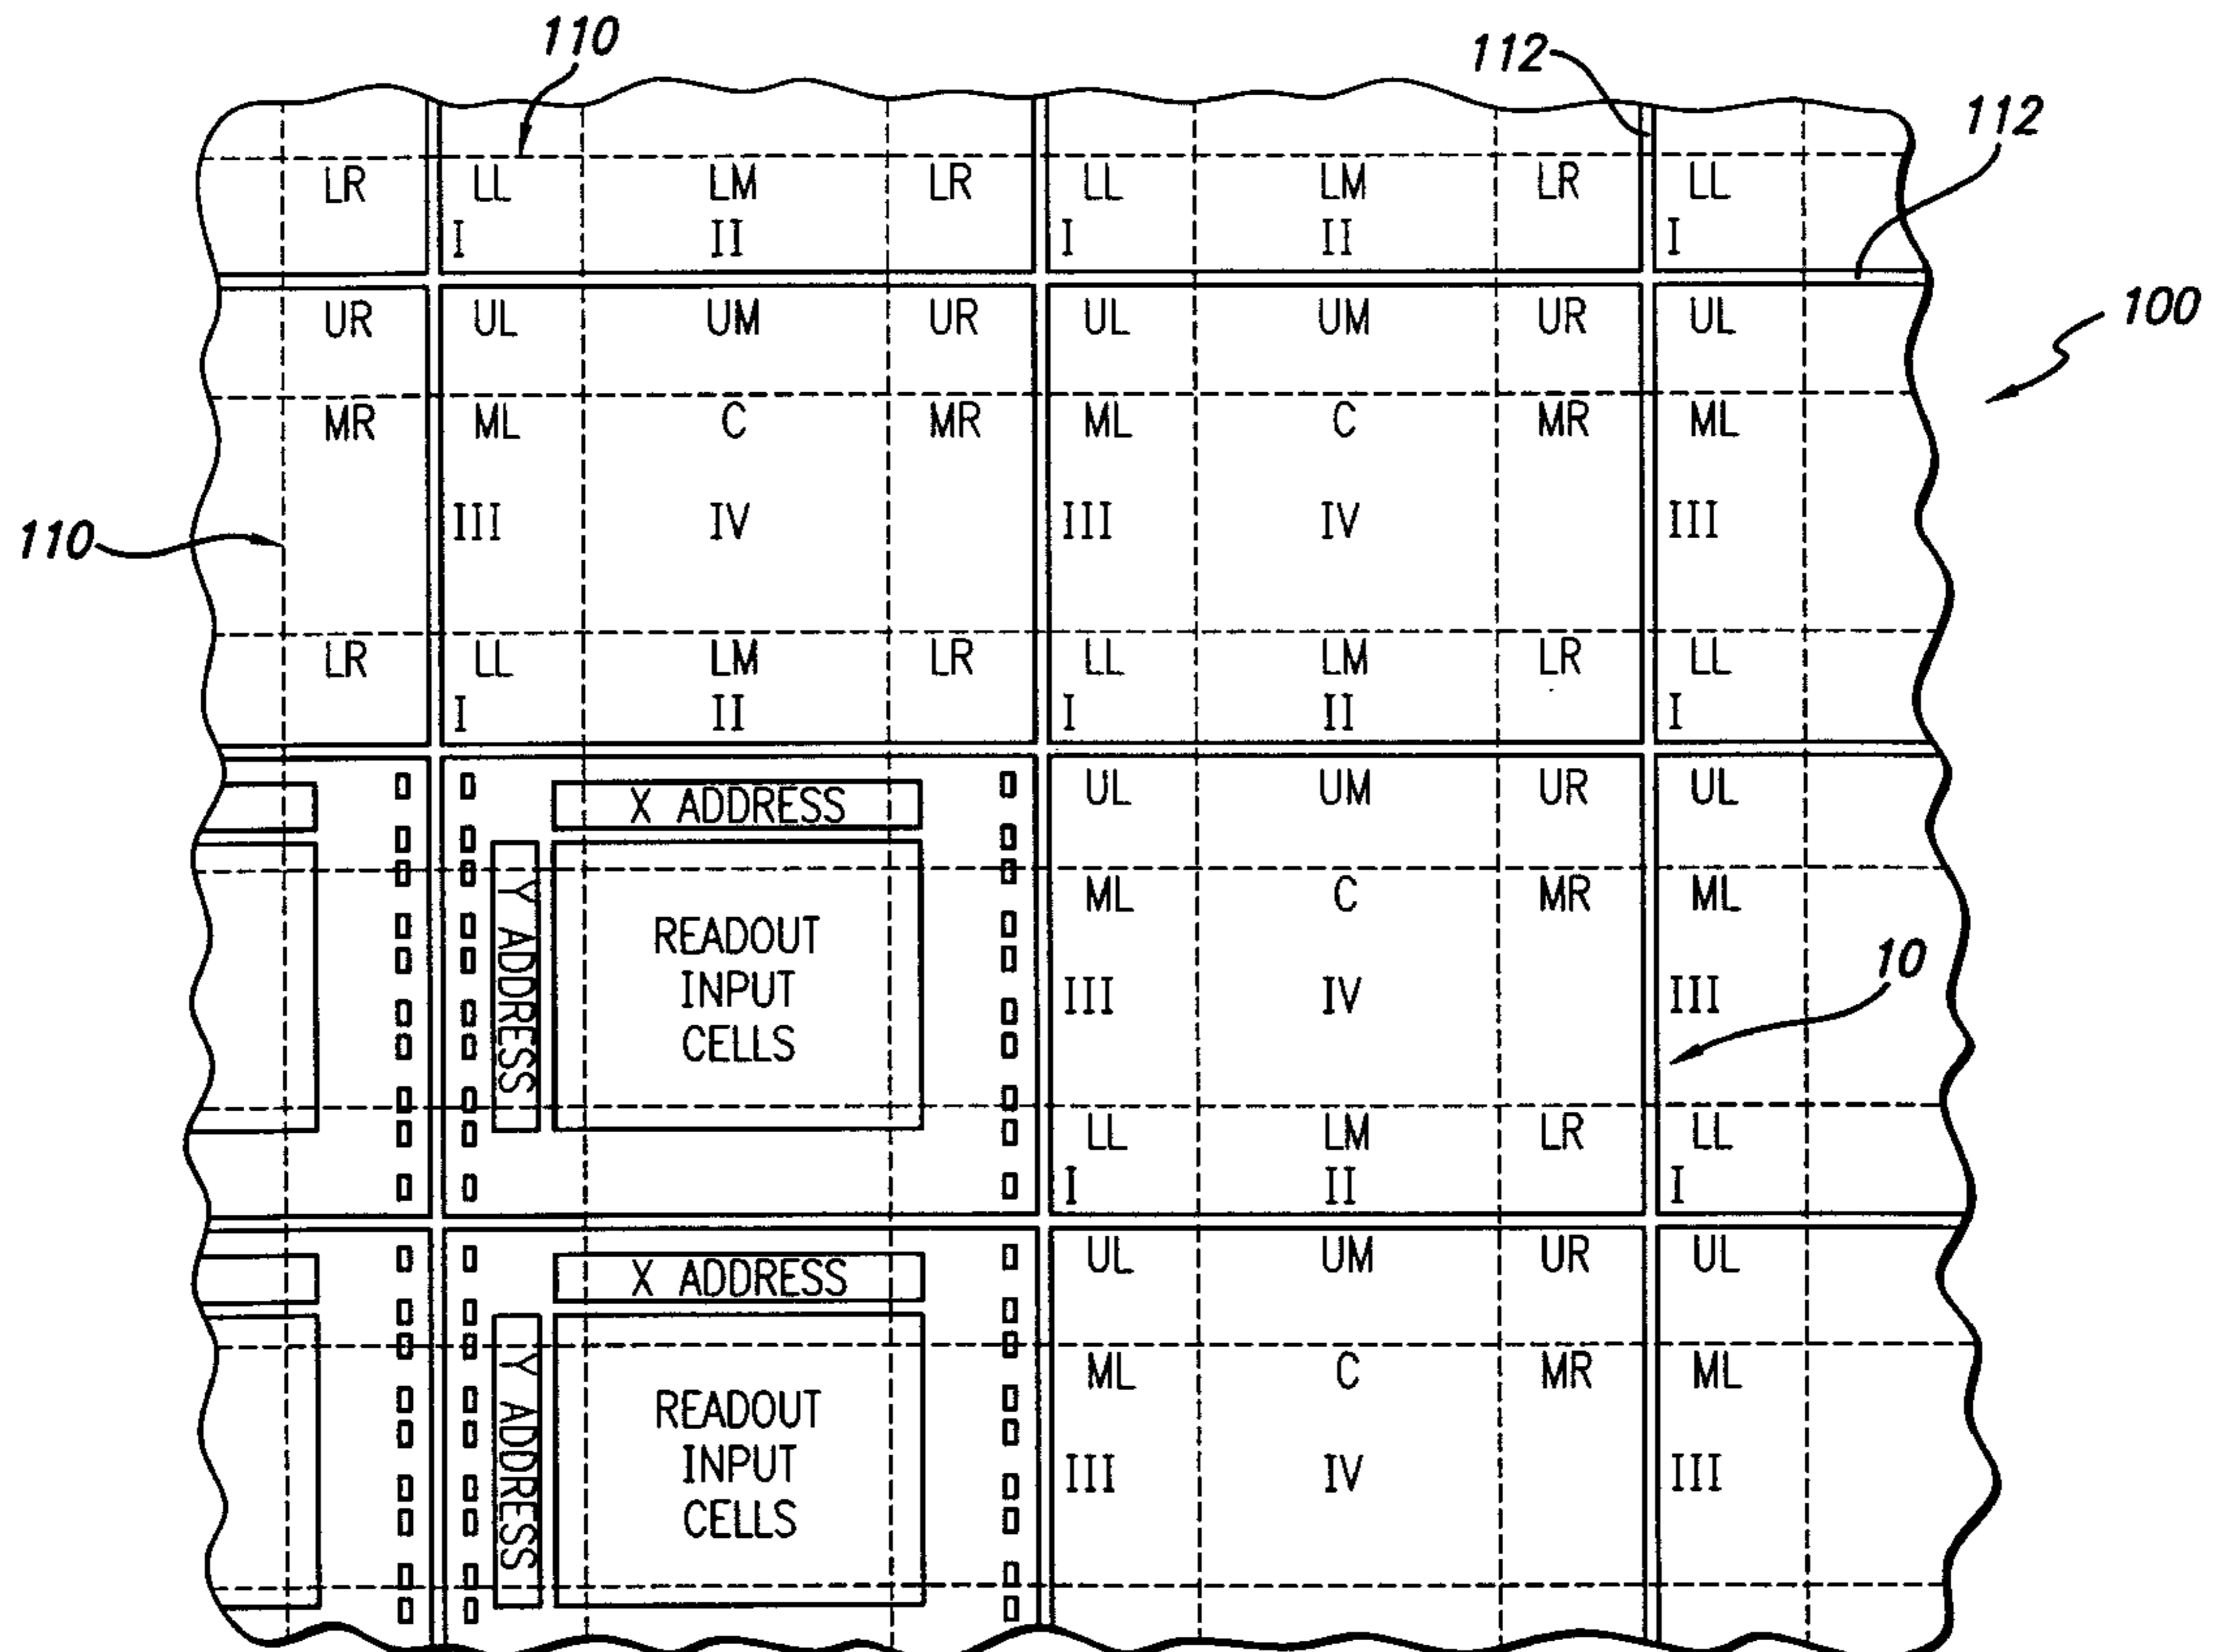 110
112
112
LR LL LM LR LL LM LR LL
I II I II I
UR UL UM UR UL UM UR UL
100
MR ML C MR ML C MR ML
110
III IV III IV III
LR LL LM LR LL LM LR LL
I II I II I
X ADDRESS UL UM UR UL
Y ADDRESS
ML C MR ML
READOUT
INPUT
CELLS
10
III IV III
LL LM LR LL
I II I
X ADDRESS UL UM UR UL
Y ADDRESS
ML C MR ML
READOUT
INPUT
CELLS
III IV III